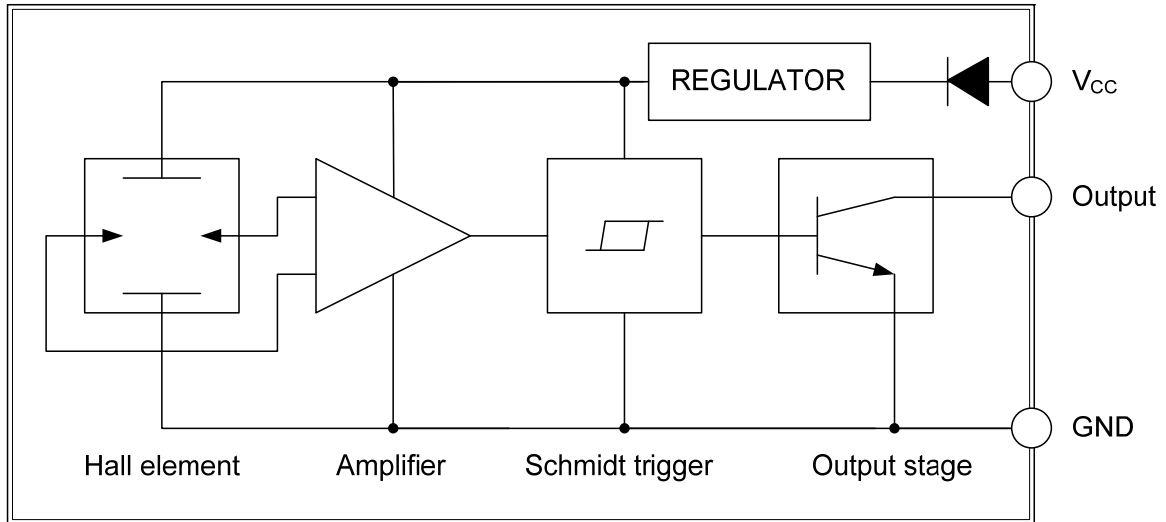 REGULATOR
VCC
Output
GND
Hall element
Amplifier
Schmidt trigger
Output stage